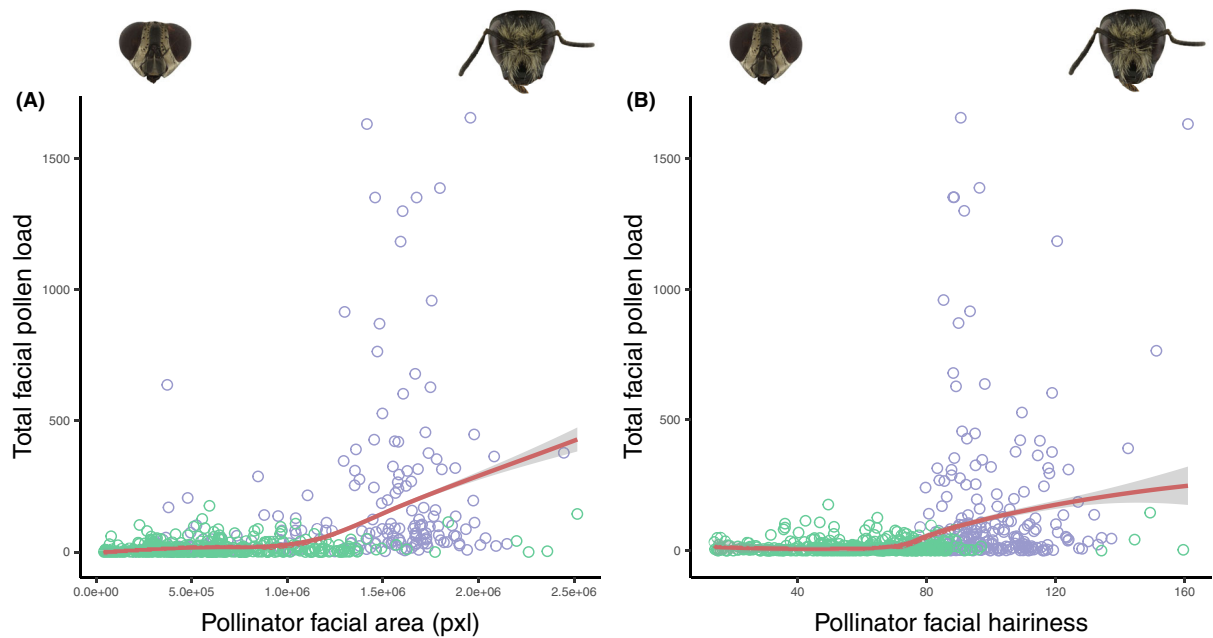 (A)
Total facial pollen load
1500
1000
500
0
0.0e+00 5.0e+05 1.0e+06 1.5e+06 2.0e+06 2.5e+06
Pollinator facial area (pxl)
(B)
Total facial pollen load
1500
1000
500
0
40 80 120 160
Pollinator facial hairiness